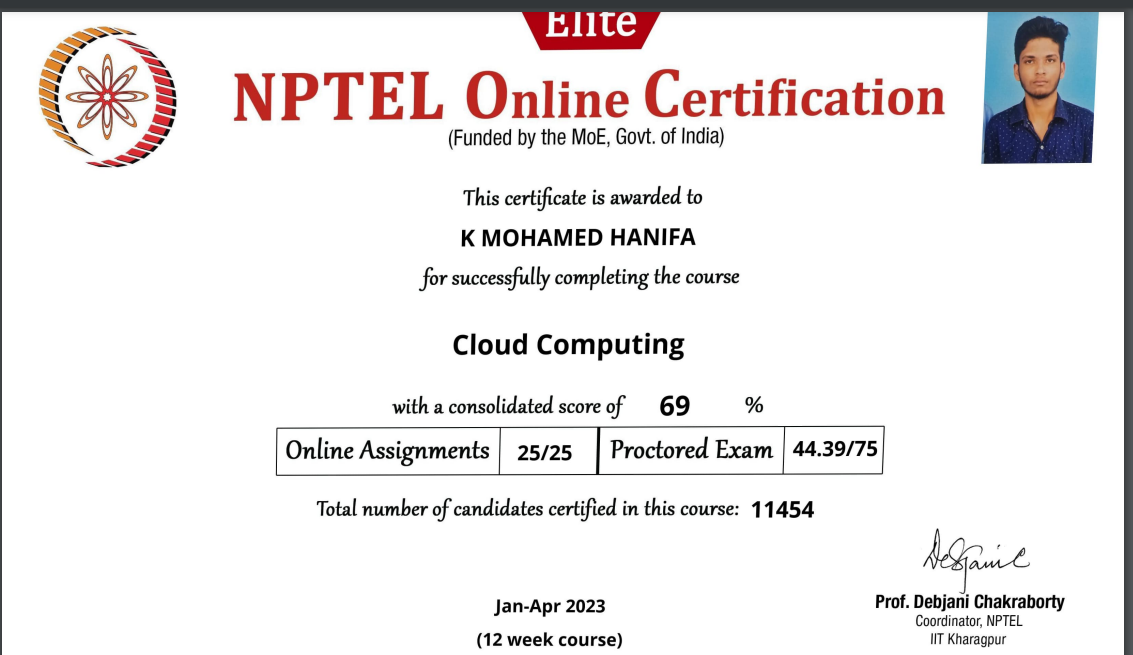 Elite
NPTEL Online Certification
(Funded by the MoE, Govt. of India)
This certificate is awarded to
K MOHAMED HANIFA
for successfully completing the course
Cloud Computing
with a consolidated score of 69 %
Online Assignments 25/25 Proctored Exam 44.39/75
Total number of candidates certified in this course: 11454
Jan-Apr 2023
(12 week course)
Prof. Debjani Chakraborty
Coordinator, NPTEL
IIT Kharagpur